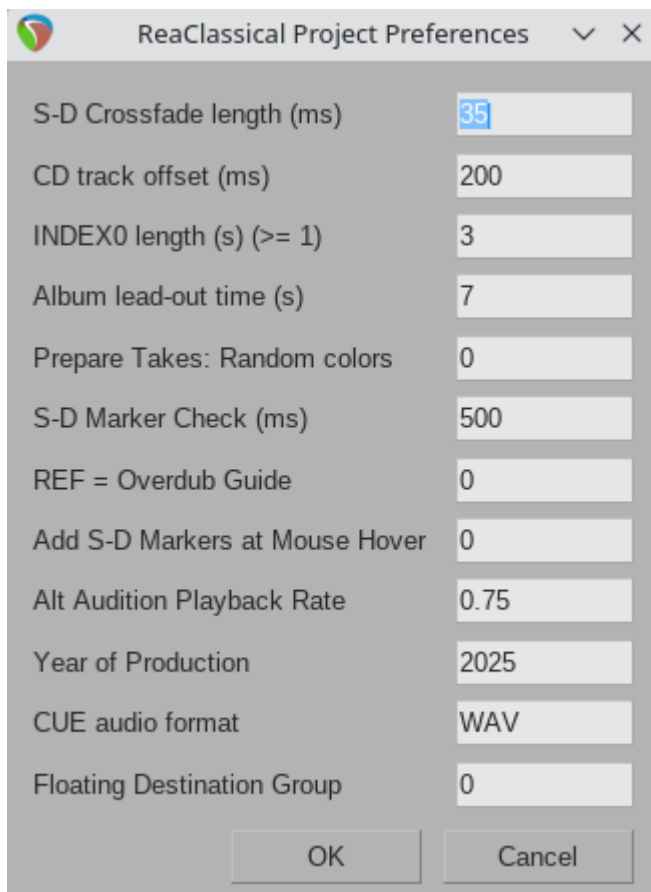 ReaClassical Project Preferences
S-D Crossfade length (ms) 35
CD track offset (ms) 200
INDEX0 length (s) (>= 1) 3
Album lead-out time (s) 7
Prepare Takes: Random colors 0
S-D Marker Check (ms) 500
REF = Overdub Guide 0
Add S-D Markers at Mouse Hover 0
Alt Audition Playback Rate 0.75
Year of Production 2025
CUE audio format WAV
Floating Destination Group 0
OK Cancel